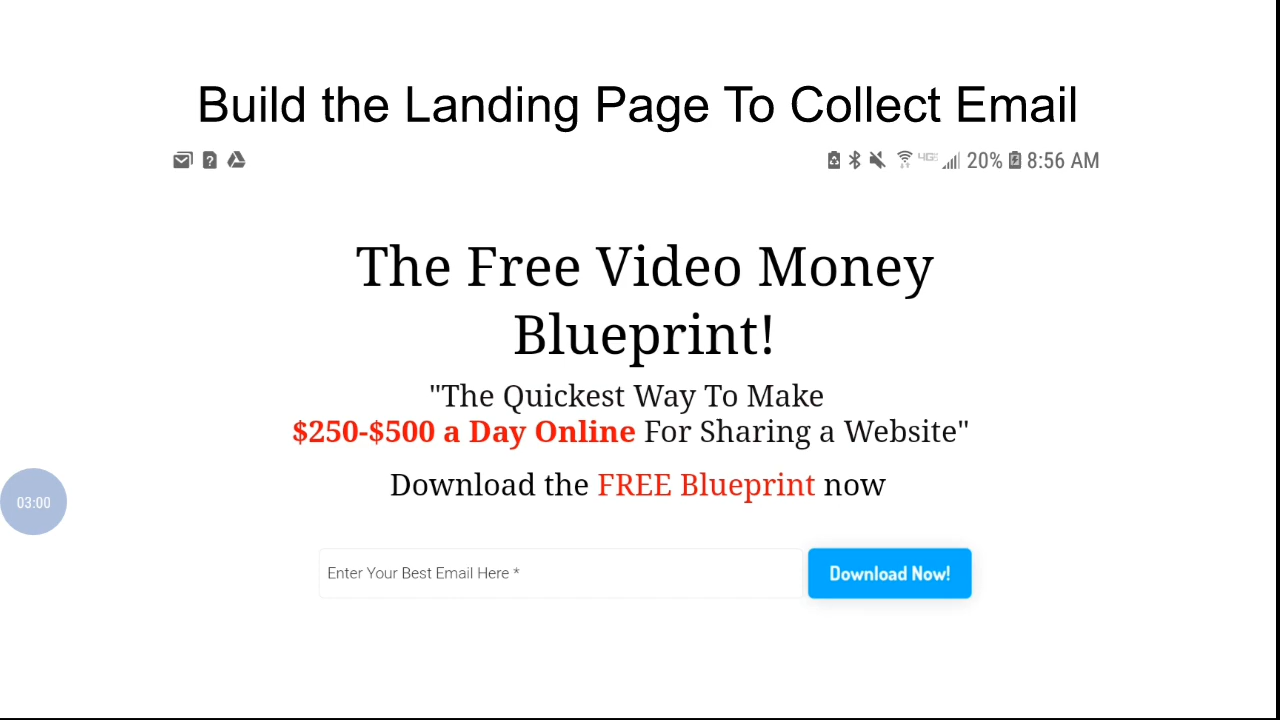 Build the Landing Page To Collect Email
20% 8:56 AM
The Free Video Money
Blueprint!
"The Quickest Way To Make
$250-$500 a Day Online For Sharing a Website"
Download the FREE Blueprint now
03:00
Enter Your Best Email Here *
Download Now!